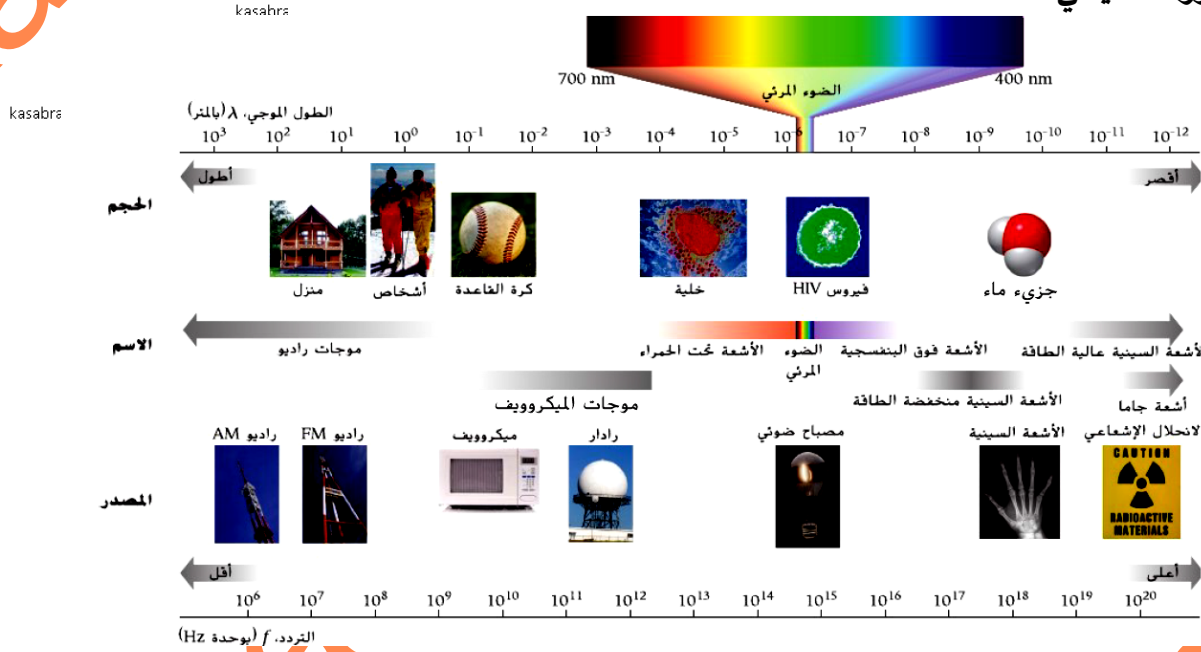 kasabra
kasabra
700 nm
400 nm
الضوء المرئي
الطول الموجي، λ (بالمتر)
10³ 10² 10¹ 10⁰ 10⁻¹ 10⁻² 10⁻³ 10⁻⁴ 10⁻⁵ 10⁻⁶ 10⁻⁷ 10⁻⁸ 10⁻⁹ 10⁻¹⁰ 10⁻¹¹ 10⁻¹²
أطول
أقصر
الحجم
منزل
أشخاص
كرة القاعدة
خلية
فيروس HIV
جزيء ماء
الاسم
موجات راديو
الأشعة تحت الحمراء
الضوء
المرئي
الأشعة فوق البنفسجية
الأشعة السينية عالية الطاقة
موجات الميكروويف
الأشعة السينية منخفضة الطاقة
أشعة جاما
راديو AM
راديو FM
ميكروويف
رادار
مصباح ضوئي
الأشعة السينية
الانحلال الإشعاعي
المصدر
CAUTION
RADIOACTIVE
MATERIALS
أقل
أعلى
10⁶ 10⁷ 10⁸ 10⁹ 10¹⁰ 10¹¹ 10¹² 10¹³ 10¹⁴ 10¹⁵ 10¹⁶ 10¹⁷ 10¹⁸ 10¹⁹ 10²⁰
التردد، f (بوحدة Hz)